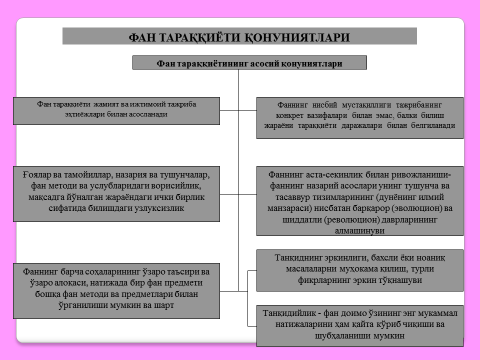 ФАН ТАРАҚҚИЁТИ ҚОНУНИЯТЛАРИ
Фан тараққиётининг асосий қонуниятлари
Фан тараққиёти жамият ва ижтимоий тажриба
эҳтиёжлари билан асосланади
Фаннинг нисбий мустақиллиги тажрибанинг
конкрет вазифалари билан эмас, балки билиш
жараёни тараққиёти даражалари билан белгиланади
Ғоялар ва тамойиллар, назария ва тушунчалар,
фан методи ва услубларидаги ворисийлик,
мақсадга йўналган жараёндаги ички бирлик
сифатида билишдаги узлуксизлик
Фаннинг аста-секинлик билан ривожланиши-
фаннинг назарий асослари унинг тушунча ва
тасаввур тизимларининг (дунёнинг илмий
манзараси) нисбатан барқарор (эволюцион) ва
шиддатли (революцион) даврларининг
алмашинуви
Фаннинг барча соҳаларининг ўзаро таъсири ва
ўзаро алоқаси, натижада бир фан предмети
бошқа фан методи ва предметлари билан
ўрганилиши мумкин ва шарт
Танқиднинг эркинлиги, бахсли ёки ноаниқ
масалаларни муҳокама қилиш, турли
фикрларнинг эркин тўқнашуви
Танқидийлик - фан доимо ўзининг энг мукаммал
натижаларини ҳам қайта кўриб чиқиши ва
шубҳаланиши мумкин